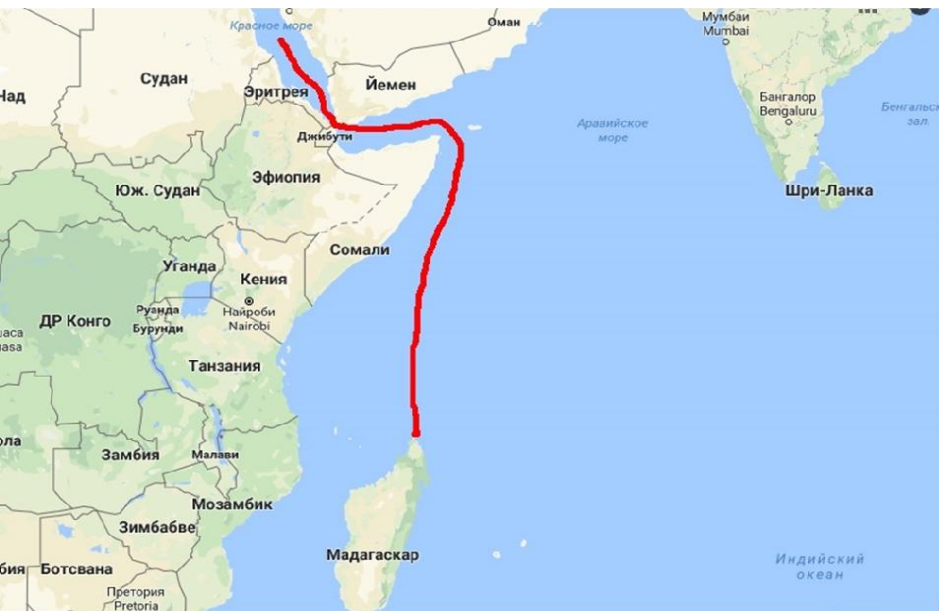 Красное море
Оман
Мумбаи
Mumbai
Судан
Йемен
Чад
Эритрея
Бангалор
Bengaluru
Аравийское
море
Джибути
Эфиопия
Юж. Судан
Шри-Ланка
Сомали
Уганда
Кения
Руанда
Найроби
Nairobi
ДР Конго
Бурунди
Танзания
Замбия
Малави
Мозамбик
Зимбабве
Мадагаскар
Индийский
океан
Ботсвана
Претория
Pretoria